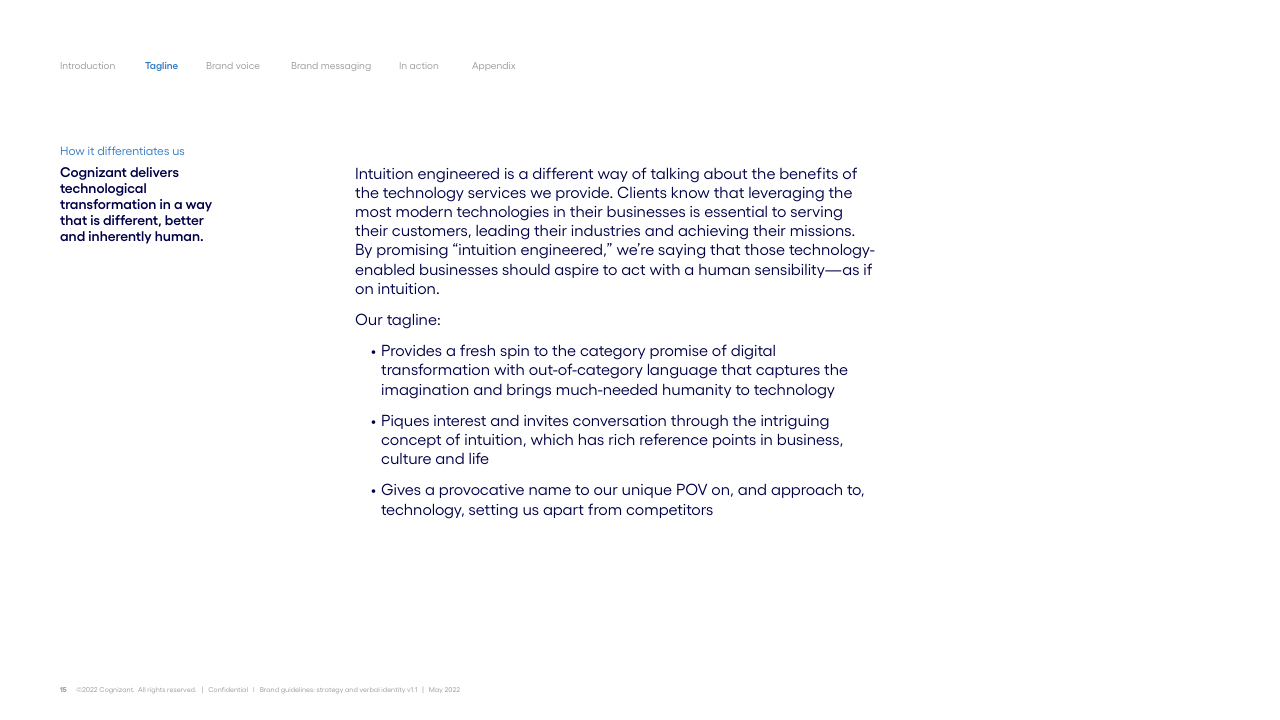 Introduction Tagline Brand voice Brand messaging In action Appendix
How it differentiates us
Cognizant delivers
technological
transformation in a way
that is different, better
and inherently human.
Intuition engineered is a different way of talking about the benefits of
the technology services we provide. Clients know that leveraging the
most modern technologies in their businesses is essential to serving
their customers, leading their industries and achieving their missions.
By promising “intuition engineered,” we’re saying that those technology-
enabled businesses should aspire to act with a human sensibility—as if
on intuition.
Our tagline:
• Provides a fresh spin to the category promise of digital
transformation with out-of-category language that captures the
imagination and brings much-needed humanity to technology
• Piques interest and invites conversation through the intriguing
concept of intuition, which has rich reference points in business,
culture and life
• Gives a provocative name to our unique POV on, and approach to,
technology, setting us apart from competitors
15 ©2022 Cognizant. All rights reserved. | Confidential | Brand guidelines: strategy and verbal identity v1.1 | May 2022